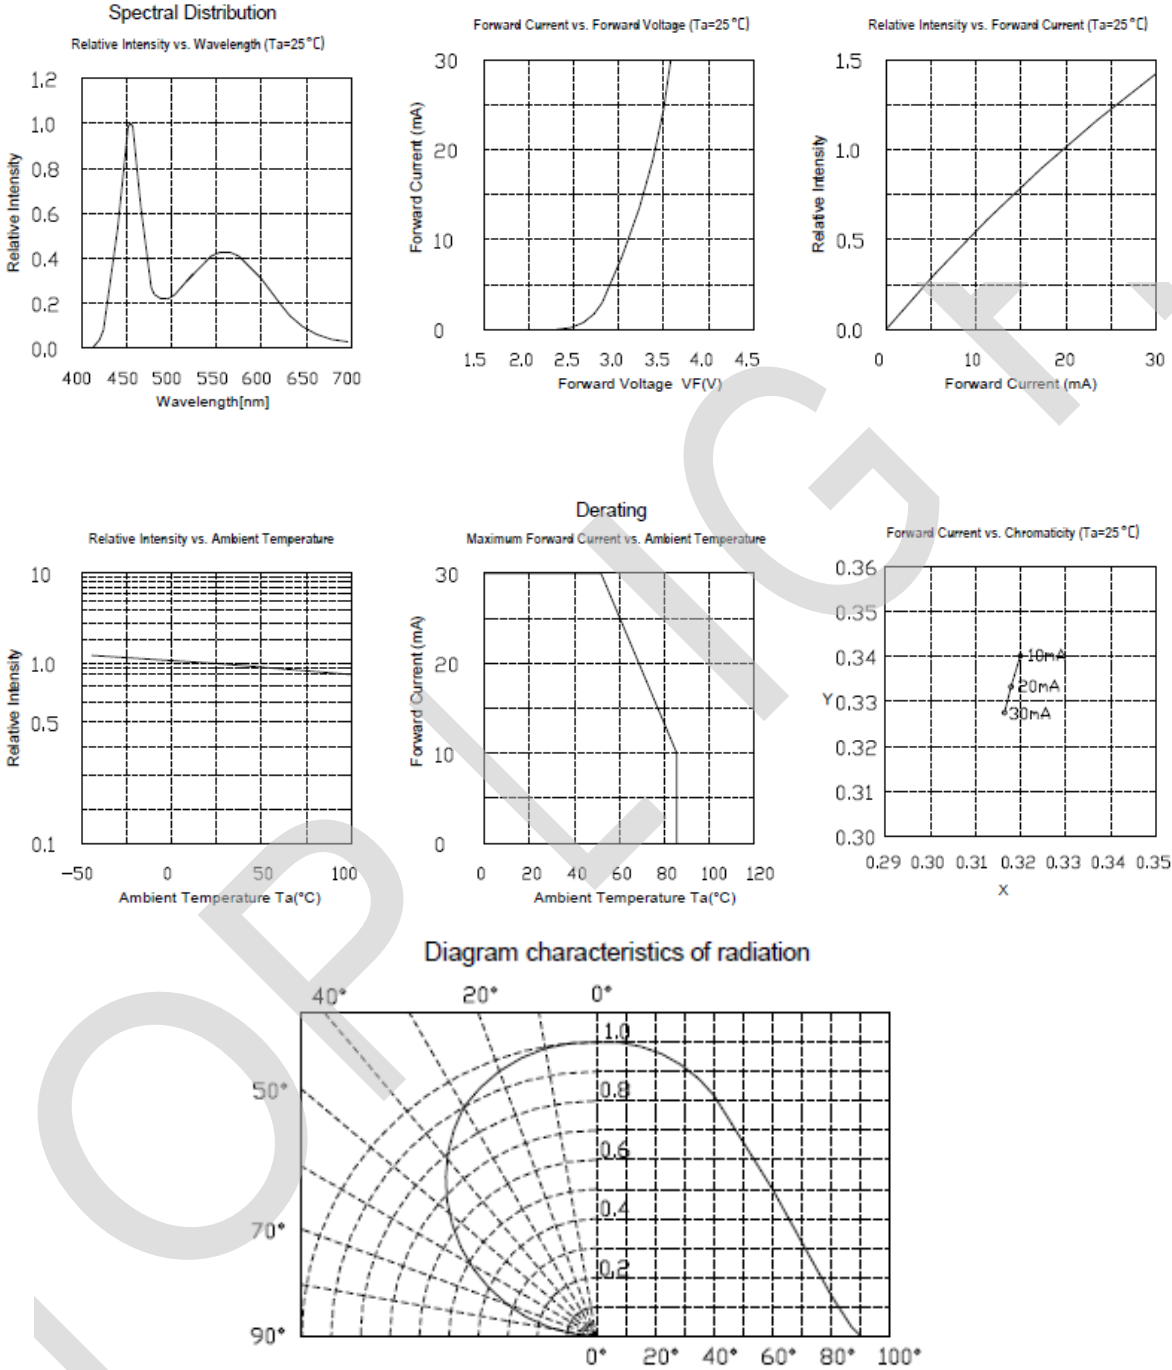 Spectral Distribution
Relative Intensity vs. Wavelength (Ta=25°C)
1.2
1.0
0.8
0.6
0.4
0.2
0.0
Relative Intensity
400 450 500 550 600 650 700
Wavelength[nm]
Forward Current vs. Forward Voltage (Ta=25°C)
30
20
10
0
Forward Current (mA)
1.5 2.0 2.5 3.0 3.5 4.0 4.5
Forward Voltage VF(V)
Relative Intensity vs. Forward Current (Ta=25°C)
1.5
1.0
0.5
0.0
Relative Intensity
0 10 20 30
Forward Current (mA)
Relative Intensity vs. Ambient Temperature
10
1.0
0.5
0.1
Relative Intensity
-50 0 50 100
Ambient Temperature Ta(°C)
Derating
Maximum Forward Current vs. Ambient Temperature
30
20
10
0
Forward Current (mA)
0 20 40 60 80 100 120
Ambient Temperature Ta(°C)
Forward Current vs. Chromaticity (Ta=25°C)
0.36
0.35
0.34
0.33
0.32
0.31
0.30
Y
10mA
20mA
30mA
0.29 0.30 0.31 0.32 0.33 0.34 0.35
X
Diagram characteristics of radiation
40° 20° 0°
50°
70°
90°
1.0
0.8
0.6
0.4
0.2
0° 20° 40° 60° 80° 100°
OP LIGH